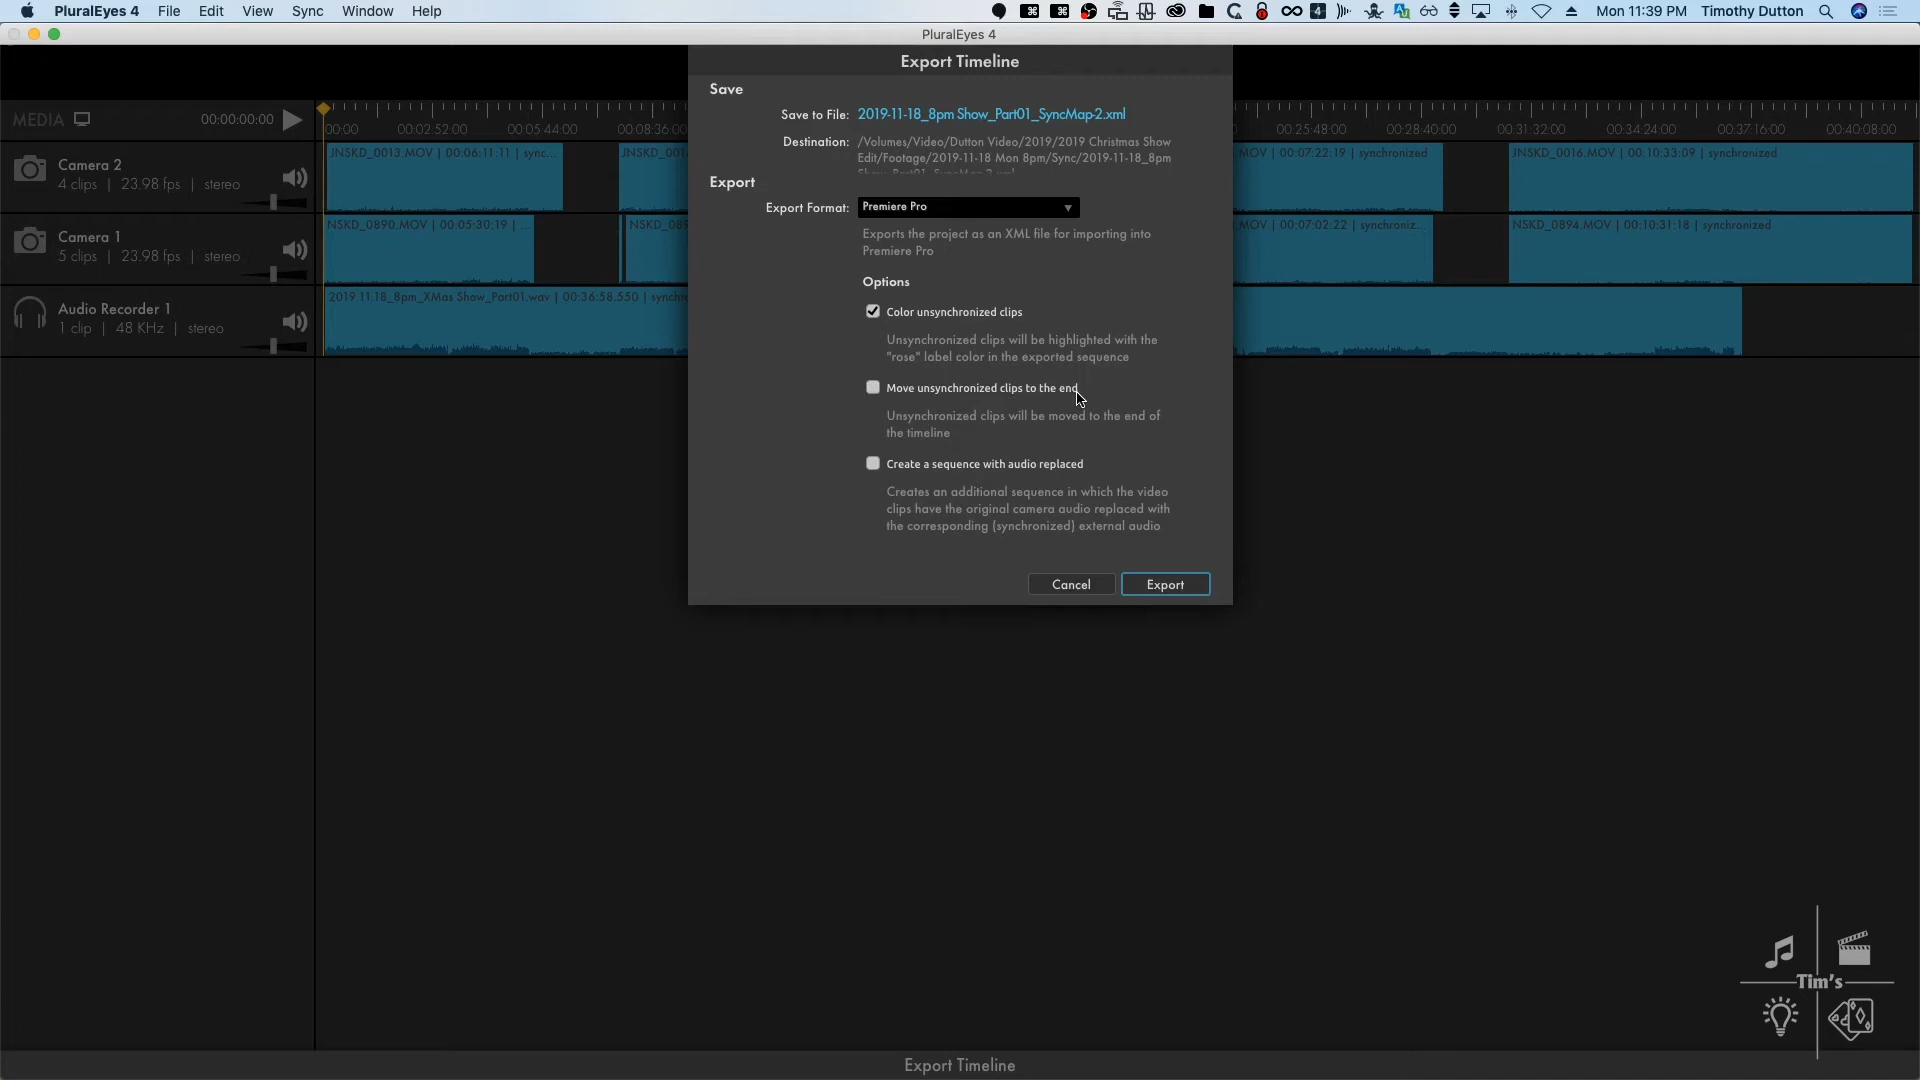 PluralEyes 4 File Edit View Sync Window Help
4
Mon 11:39 PM Timothy Dutton
PluralEyes 4
Export Timeline
Save
Save to File: 2019-11-18_8pm Show_Part01_SyncMap-2.xml
Destination: /Volumes/Video/Dutton Video/2019/2019 Christmas Show
Edit/Footage/2019-11-18 Mon 8pm/Sync/2019-11-18_8pm
Show_Part01_SyncMap-2.xml
Export
Export Format: Premiere Pro
Exports the project as an XML file for importing into
Premiere Pro
Options
Color unsynchronized clips
Unsynchronized clips will be highlighted with the
"rose" label color in the exported sequence
Move unsynchronized clips to the end
Unsynchronized clips will be moved to the end of
the timeline
Create a sequence with audio replaced
Creates an additional sequence in which the video
clips have the original camera audio replaced with
the corresponding (synchronized) external audio
Cancel Export
MEDIA 00:00:00:00
00:00 00:02:52:00 00:05:44:00 00:08:36:00 00:25:48:00 00:28:40:00 00:31:32:00 00:34:24:00 00:37:16:00 00:40:08:00
Camera 2
4 clips | 23.98 fps | stereo
JNSKD_0013.MOV | 00:06:11:11 | sync...
JNSKD_001
MOV | 00:07:22:19 | synchronized
JNSKD_0016.MOV | 00:10:33:09 | synchronized
Camera 1
5 clips | 23.98 fps | stereo
NSKD_0890.MOV | 00:05:30:19 | ...
NSKD_089
MOV | 00:07:02:22 | synchroniz...
NSKD_0894.MOV | 00:10:31:18 | synchronized
Audio Recorder 1
1 clip | 48 KHz | stereo
2019 11:18_8pm_XMas Show_Part01.wav | 00:36:58.550 | synchr
Tim's
Export Timeline